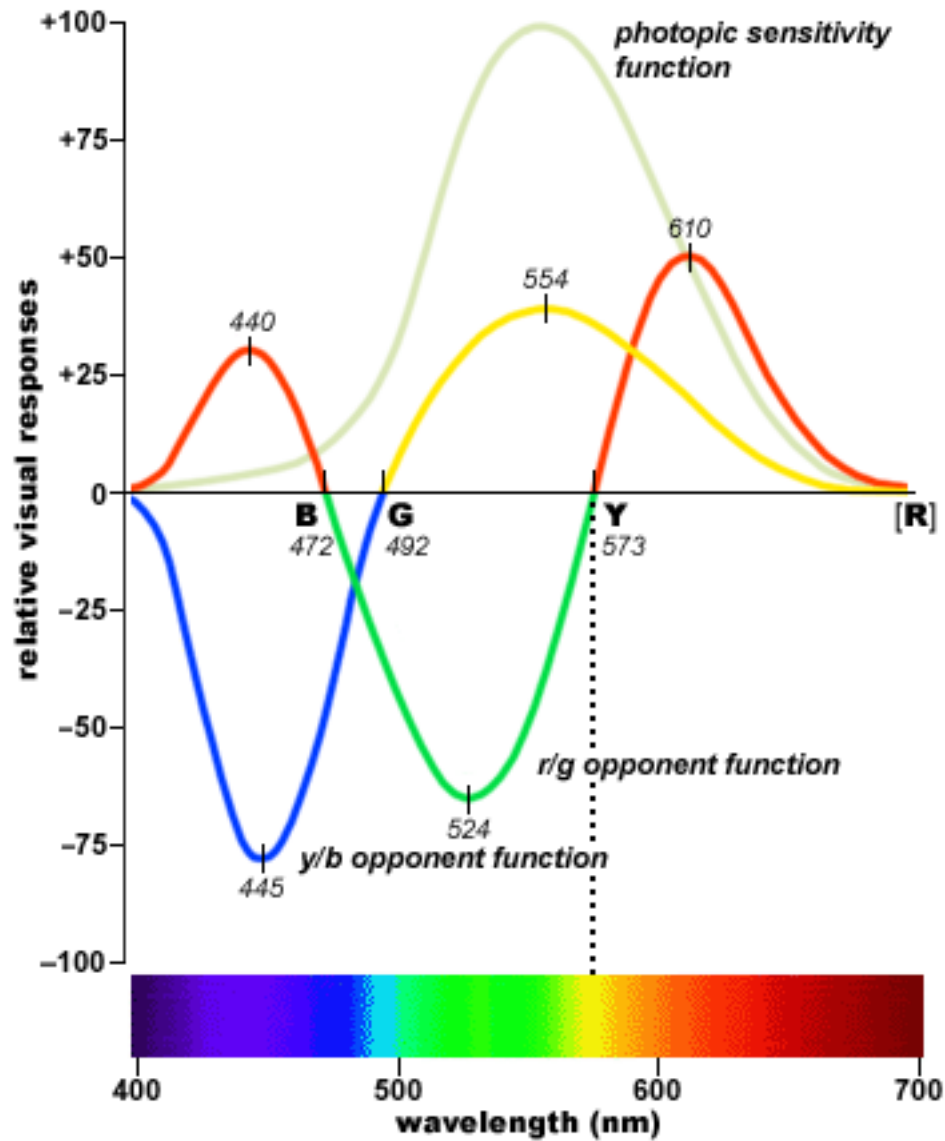 +100
photopic sensitivity
function
+75
610
+50
554
440
+25
relative visual responses
0
B G Y [R]
472 492 573
–25
–50
r/g opponent function
524
–75
y/b opponent function
445
–100
400 500 600 700
wavelength (nm)